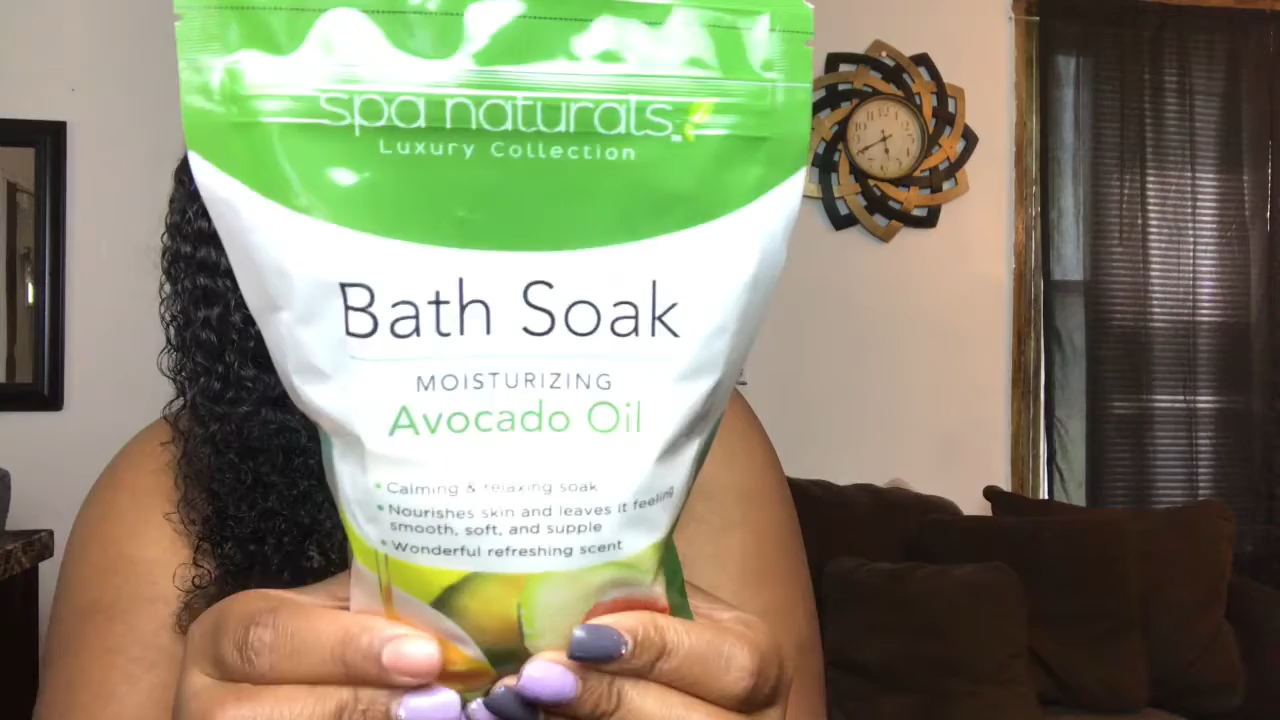 spa naturals
Luxury Collection
Bath Soak
MOISTURIZING
Avocado Oil
• Calming & relaxing soak
• Nourishes skin and leaves it feeling
smooth, soft, and supple
• Wonderful refreshing scent